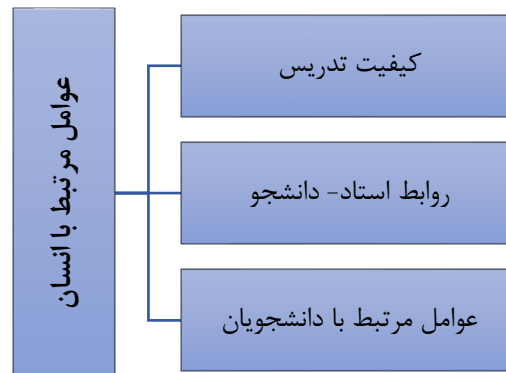 عوامل مرتبط با انسان
کیفیت تدریس
روابط استاد- دانشجو
عوامل مرتبط با دانشجویان